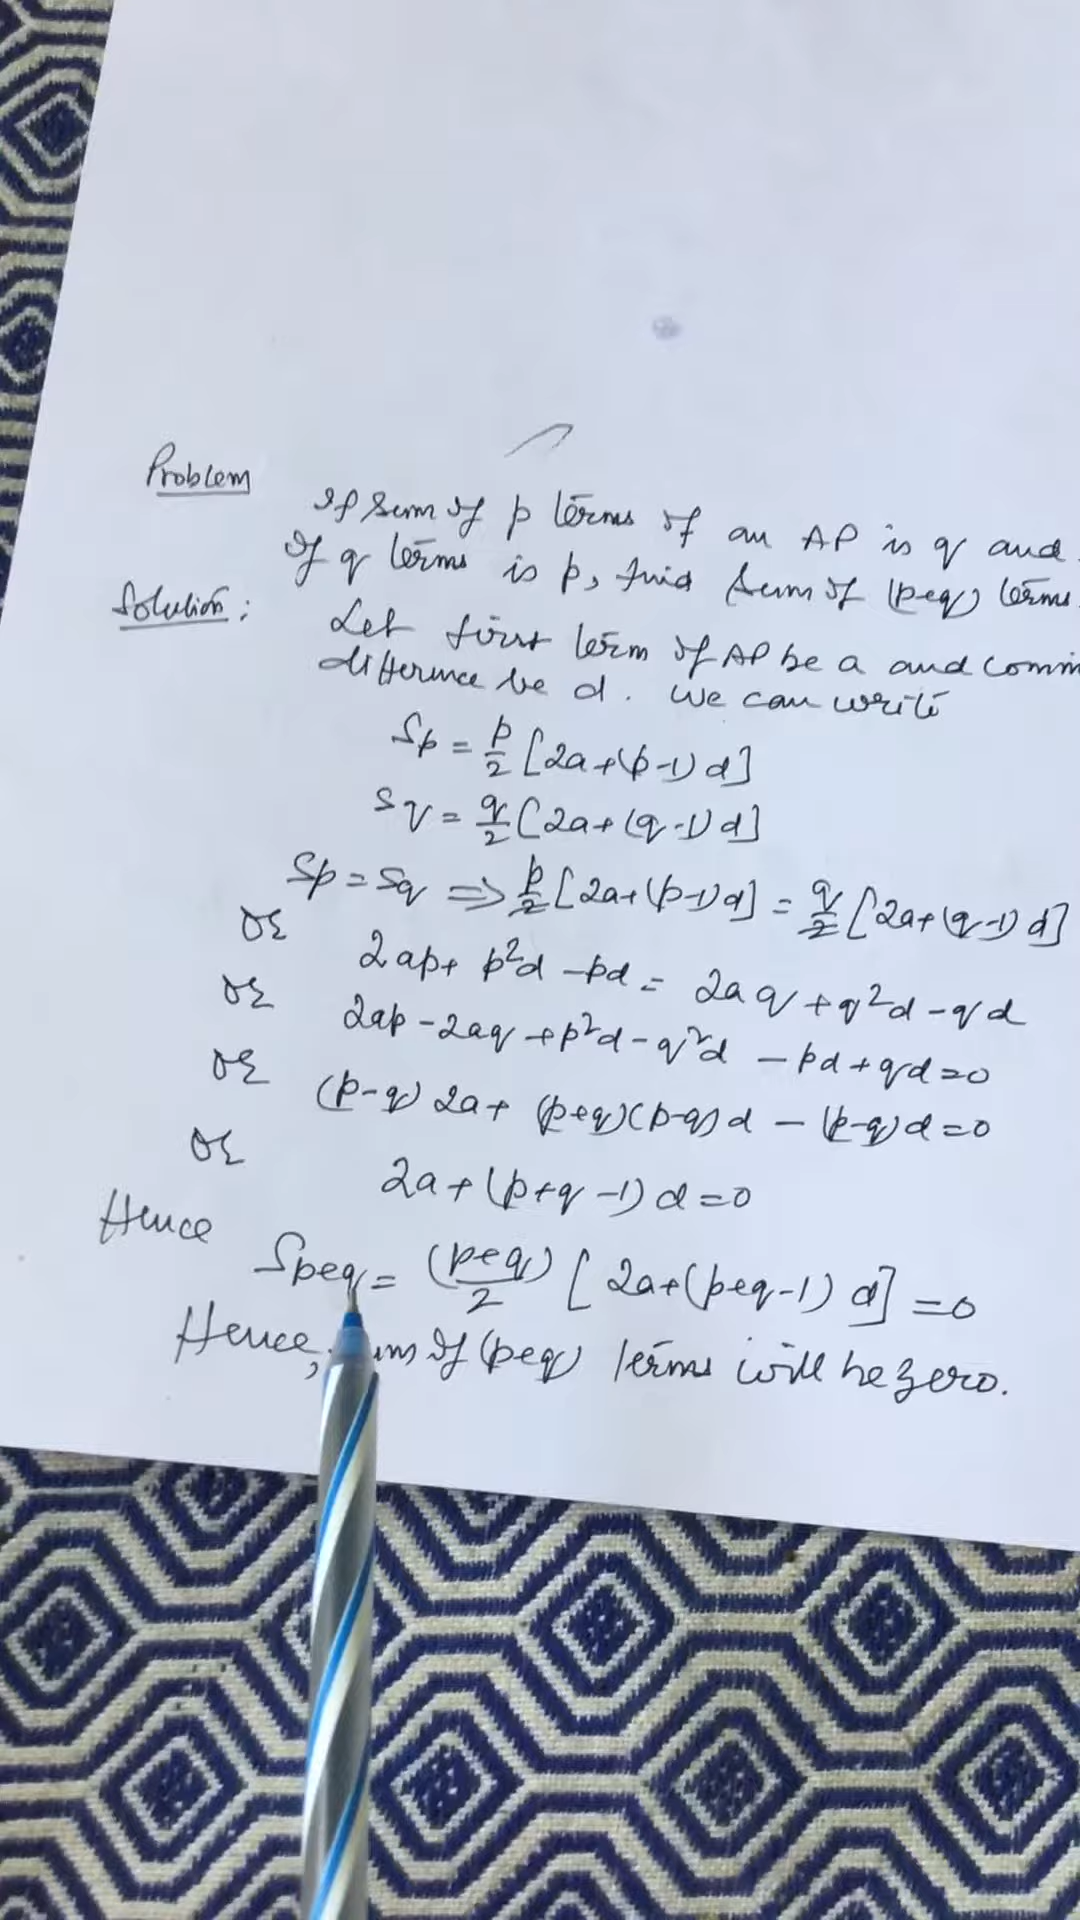 Problem
If sum of p terms of an AP is q and
of q terms is p, find sum of (p+q) terms.
Solution:
Let first term of AP be a and comm
difference be d. We can write
Sp = p/2 [2a+(p-1)d]
Sq = q/2 [2a+(q-1)d]
Sp = Sq ⇒ p/2 [2a+(p-1)d] = q/2 [2a+(q-1)d]
or 2ap+p²d-pd = 2aq+q²d-qd
or 2ap-2aq+p²d-q²d-pd+qd=0
or (p-q)2a+(p+q)(p-q)d-(p-q)d=0
or 2a+(p+q-1)d=0
Hence
Sp+q = (p+q)/2 [2a+(p+q-1)d]=0
Hence, um of (p+q) terms will be zero.